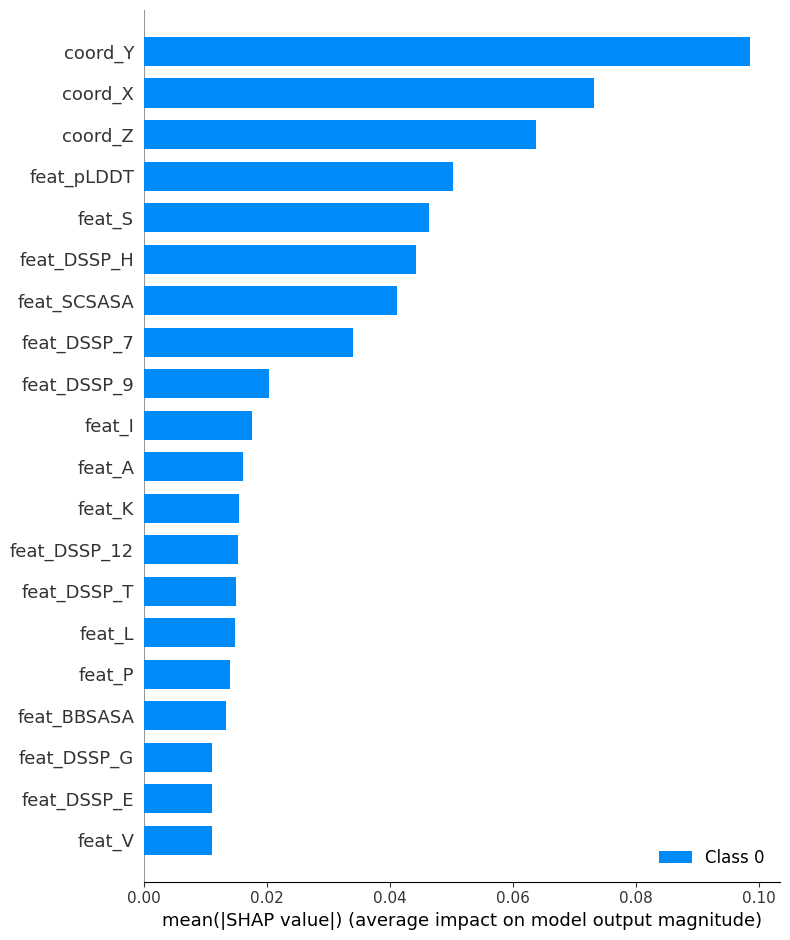 coord_Y
coord_X
coord_Z
feat_pLDDT
feat_S
feat_DSSP_H
feat_SCSASA
feat_DSSP_7
feat_DSSP_9
feat_I
feat_A
feat_K
feat_DSSP_12
feat_DSSP_T
feat_L
feat_P
feat_BBSASA
feat_DSSP_G
feat_DSSP_E
feat_V
Class 0
0.00 0.02 0.04 0.06 0.08 0.10
mean(|SHAP value|) (average impact on model output magnitude)